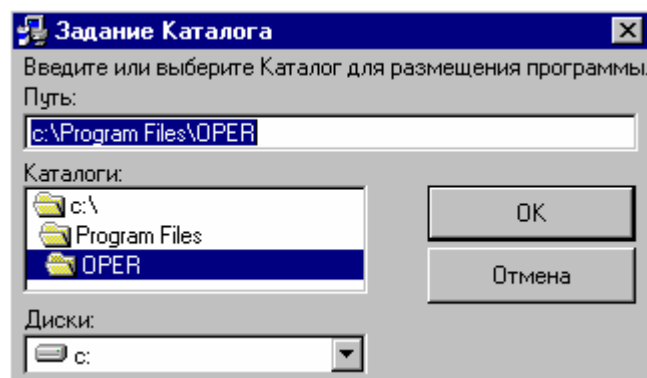 Задание Каталога
Введите или выберите Каталог для размещения программы.
Путь:
c:\Program Files\OPER
Каталоги:
c:\
Program Files
OPER
OK
Отмена
Диски:
c: